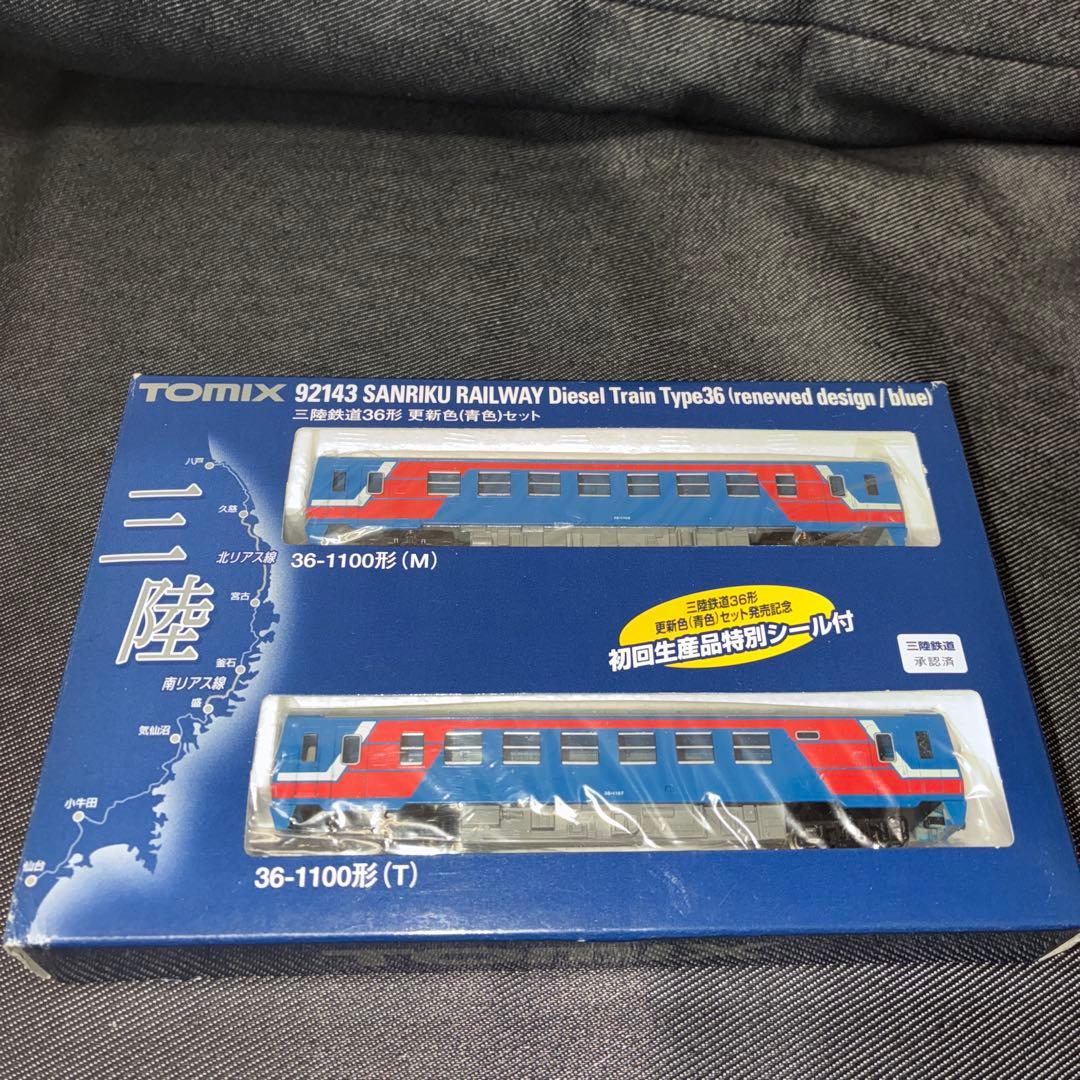 TOMIX 92143 SANRIKU RAILWAY Diesel Train Type36 (renewed design / blue)
三陸鉄道36形 更新色(青色)セット
三陸
八戸
久慈
北リアス線
宮古
釜石
南リアス線
盛
気仙沼
小牛田
仙台
36-1100形(M)
三陸鉄道36形
更新色(青色)セット発売記念
初回生産品特別シール付
三陸鉄道
承認済
36-1107
36-1100形(T)